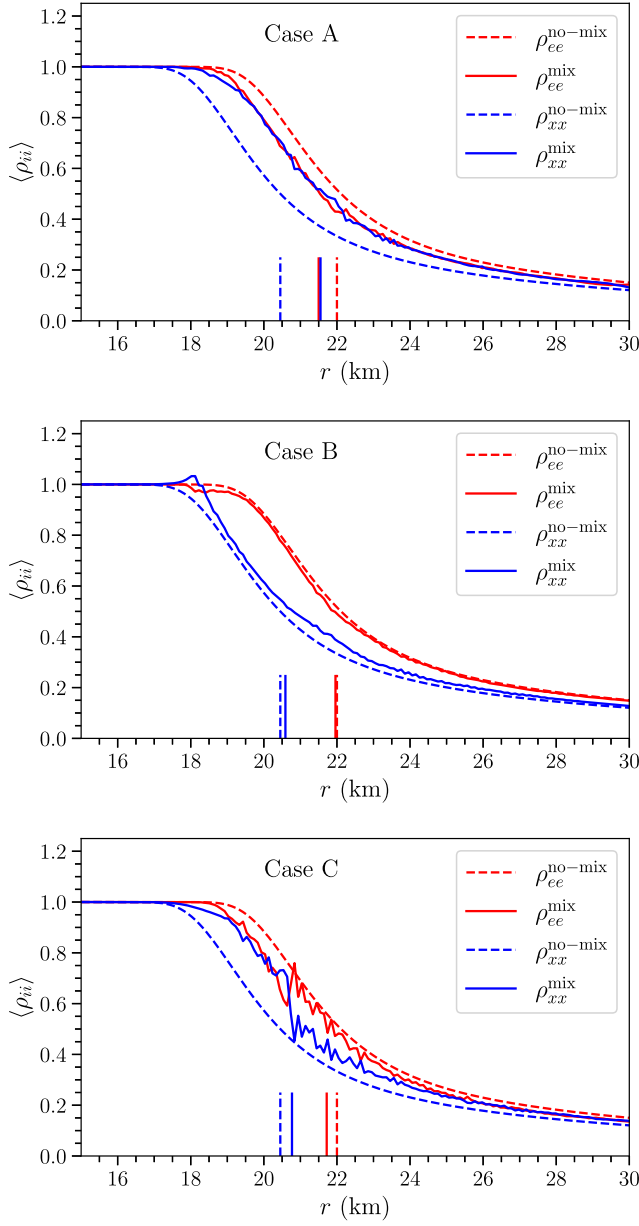 Case A
ρ_ee^no−mix
ρ_ee^mix
ρ_xx^no−mix
ρ_xx^mix
⟨ρ_ii⟩
1.2
1.0
0.8
0.6
0.4
0.2
0.0
16 18 20 22 24 26 28 30
r (km)
Case B
ρ_ee^no−mix
ρ_ee^mix
ρ_xx^no−mix
ρ_xx^mix
⟨ρ_ii⟩
1.2
1.0
0.8
0.6
0.4
0.2
0.0
16 18 20 22 24 26 28 30
r (km)
Case C
ρ_ee^no−mix
ρ_ee^mix
ρ_xx^no−mix
ρ_xx^mix
⟨ρ_ii⟩
1.2
1.0
0.8
0.6
0.4
0.2
0.0
16 18 20 22 24 26 28 30
r (km)